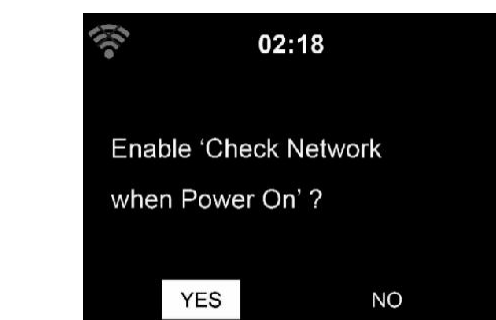 02:18
Enable ‘Check Network
when Power On’ ?
YES NO